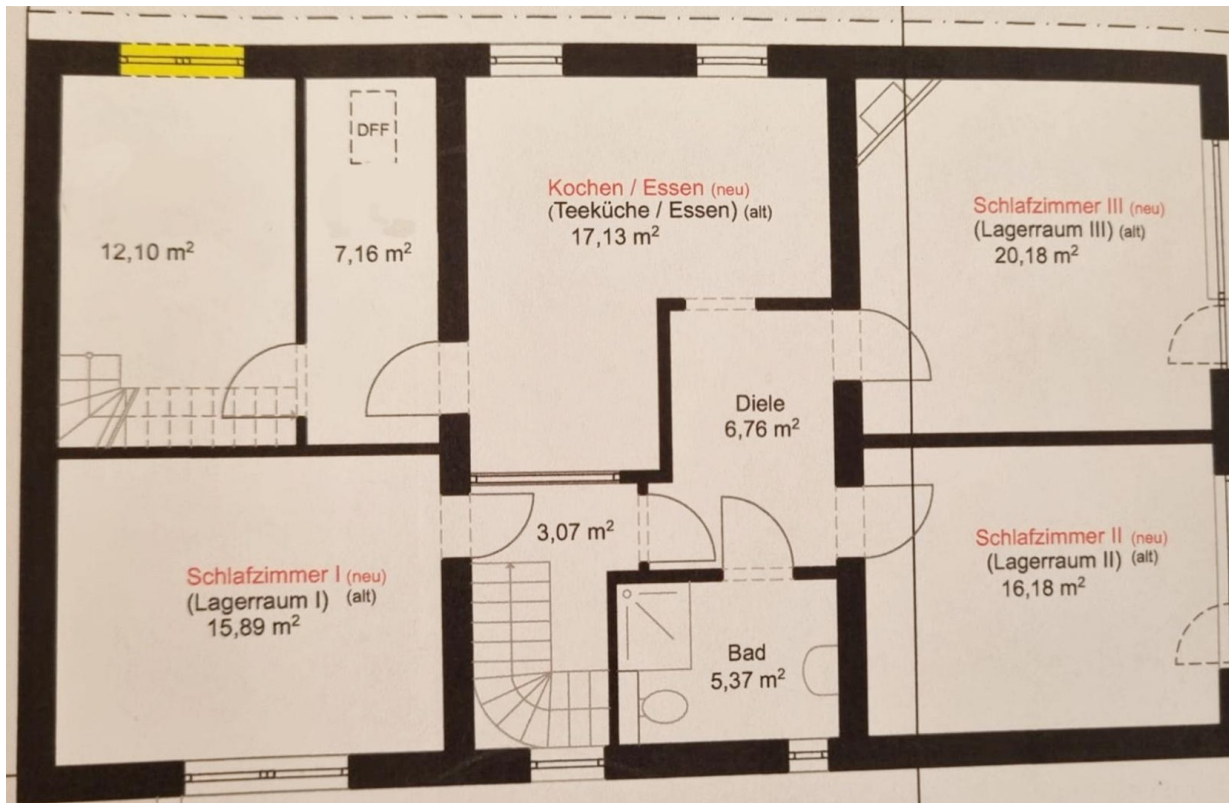 DFF
12,10 m²
7,16 m²
Kochen / Essen (neu)
(Teeküche / Essen) (alt)
17,13 m²
Schlafzimmer III (neu)
(Lagerraum III) (alt)
20,18 m²
Diele
6,76 m²
3,07 m²
Schlafzimmer I (neu)
(Lagerraum I) (alt)
15,89 m²
Schlafzimmer II (neu)
(Lagerraum II) (alt)
16,18 m²
Bad
5,37 m²